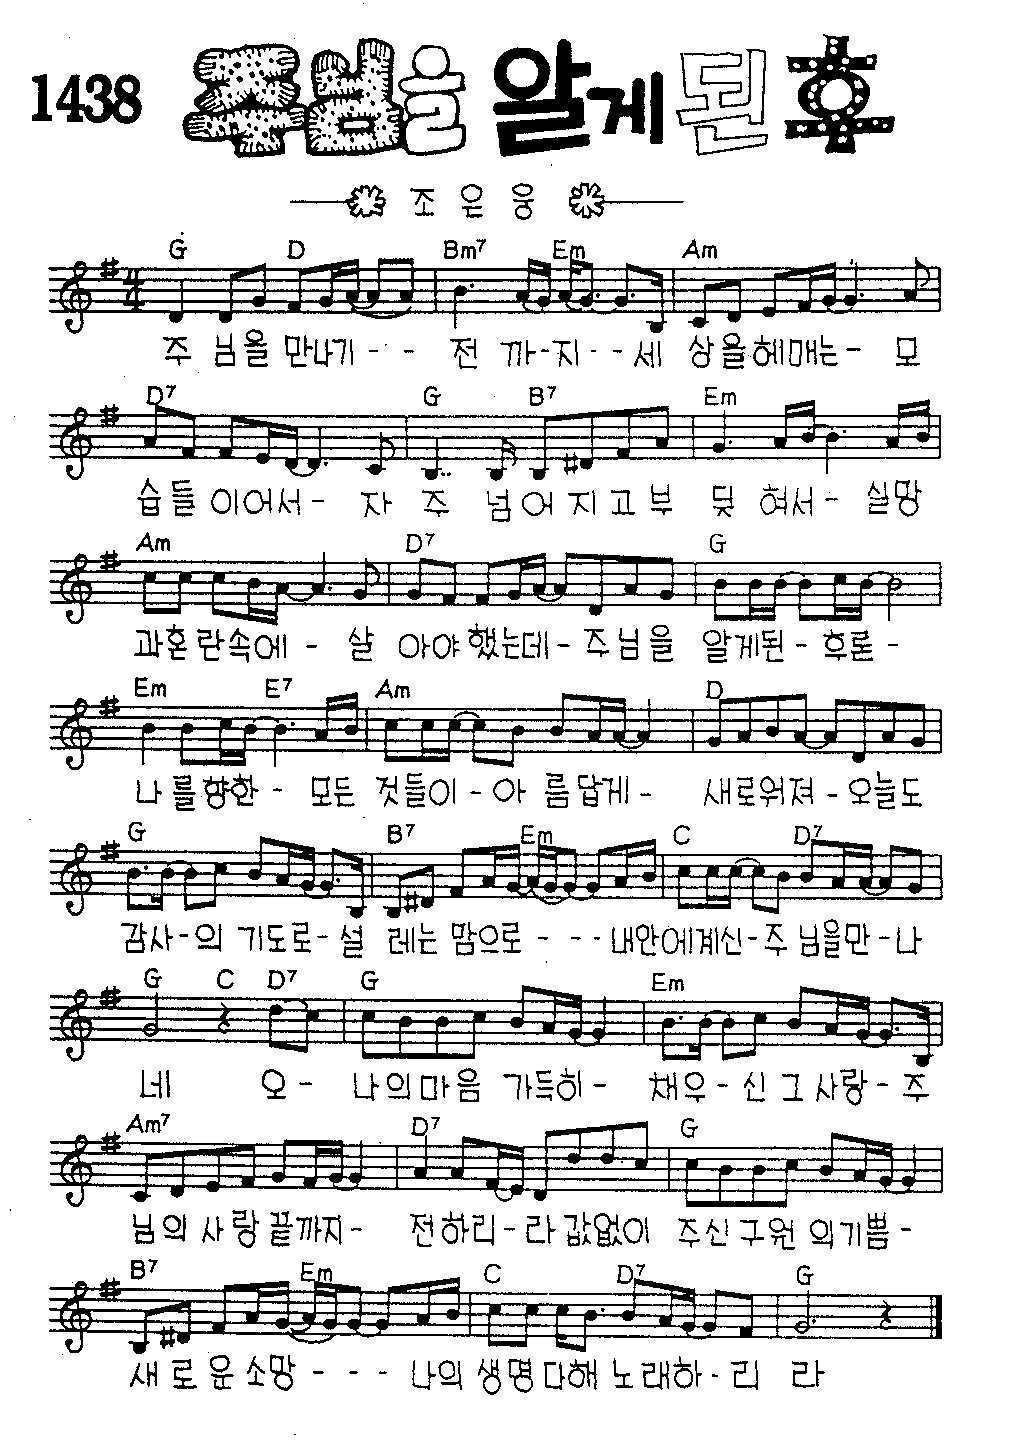 1438 주님을 알게 된 후
조은웅
G D Bm7 Em Am
주 님을 만나기 - - 전 까-지 - - 세 상을헤매는 - 모
D7 G B7 Em
습들 이어서 - 자 주 넘어지고부 딪 혀서 - 실망
Am D7 G
과혼란속에 - 살 아야했는데 - 주님을 알게된 - 후론 -
Em E7 Am D
나를향한 - 모든 것들이 - 아 름답게 - 새로워져 - 오늘도
G B7 Em C D7
감사 - 의 기도로 - 설 레는 맘으로 - - - 내안에계신 - 주님을만 - 나
G C D7 G Em
네 오 - 나의마음 가득히 - 채우 - 신 그사랑 - 주
Am7 D7 G
님의 사랑 끝까지 - 전하리 - 라 값없이 주신구원의기쁨 -
B7 Em C D7 G
새로운소망 - - - 나의 생명다해 노래하 - 리 라